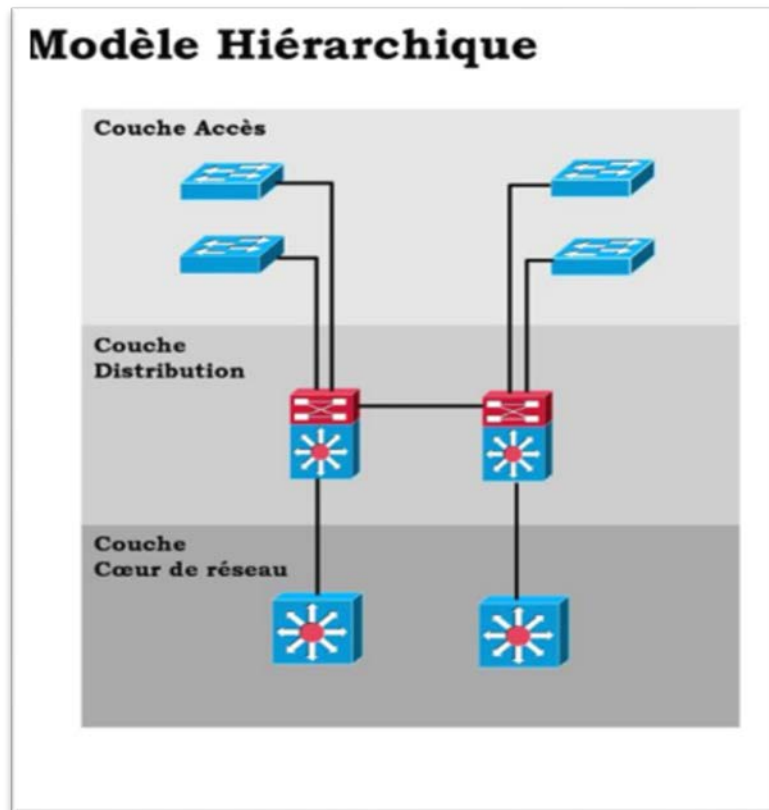 Modèle Hiérarchique
Couche Accès
Couche
Distribution
Couche
Cœur de réseau